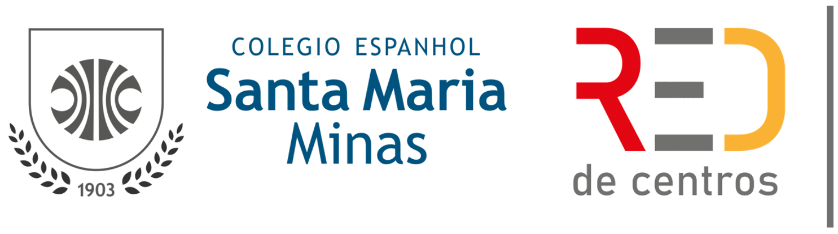 1903
COLEGIO ESPANHOL
Santa Maria
Minas
RED
de centros